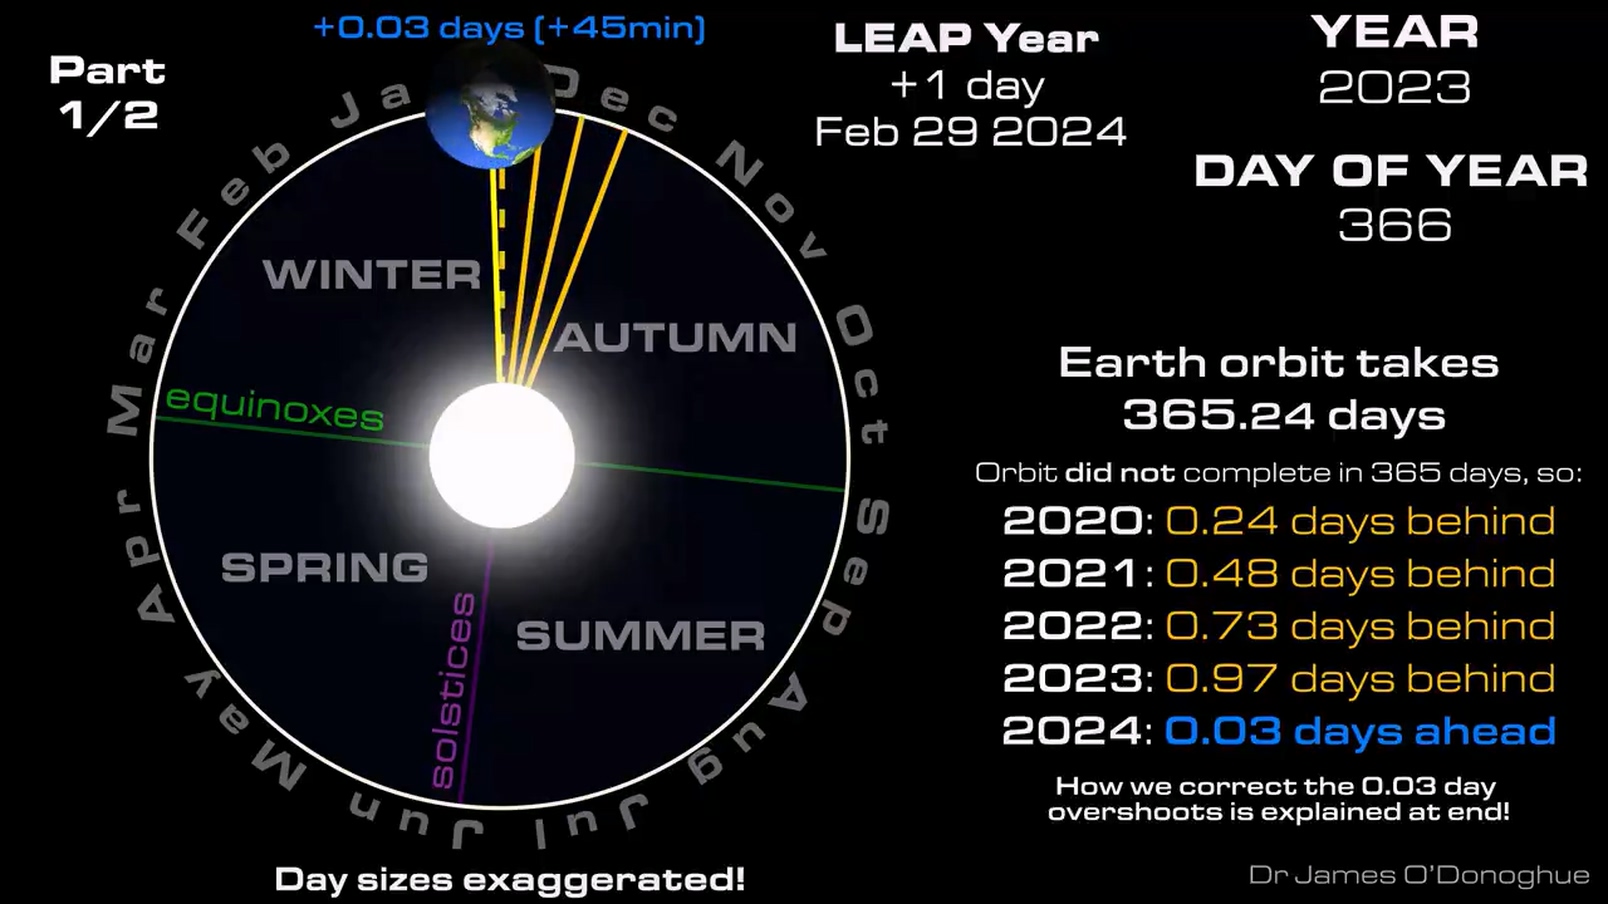 +0.03 days (+45min)
Part
1/2
LEAP Year
+1 day
Feb 29 2024
YEAR
2023
DAY OF YEAR
366
Ja
Feb
Mar
Apr
May
Jun
Jul
Aug
Sep
Oct
Nov
Dec
WINTER
AUTUMN
equinoxes
SPRING
SUMMER
solstices
Earth orbit takes
365.24 days
Orbit did not complete in 365 days, so:
2020: 0.24 days behind
2021: 0.48 days behind
2022: 0.73 days behind
2023: 0.97 days behind
2024: 0.03 days ahead
How we correct the 0.03 day
overshoots is explained at end!
Day sizes exaggerated!
Dr James O'Donoghue